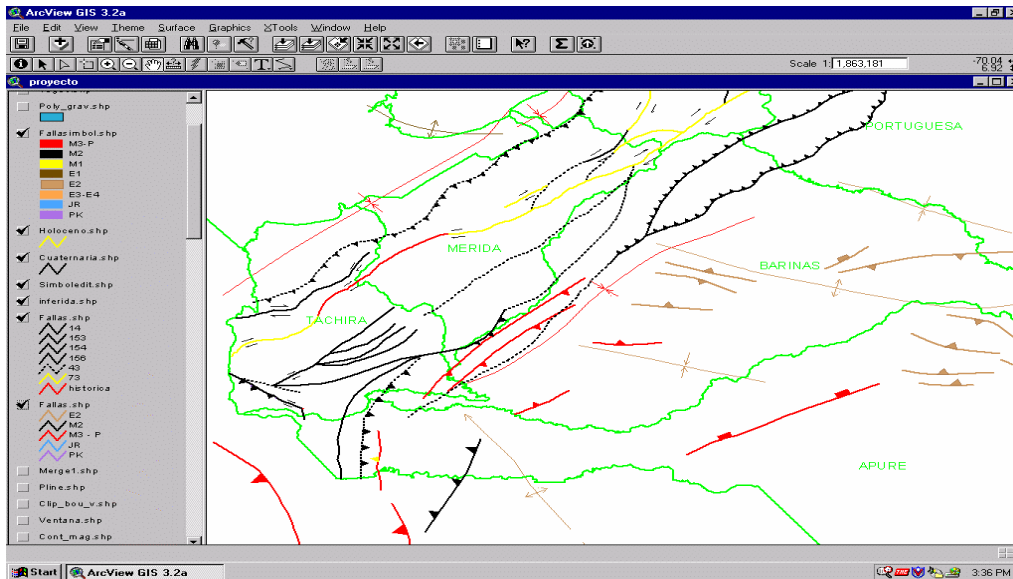 ArcView GIS 3.2a
File Edit View Theme Surface Graphics XTools Window Help
Scale 1: 1,863,181
-70.04
6.92
proyecto
Poly_grav.shp
Fallasimbol.shp
M3-P
M2
M1
E1
E2
E3-E4
JR
PK
Holoceno.shp
Cuaternaria.shp
Simboledit.shp
inferida.shp
Fallas.shp
14
153
154
156
43
73
historica
Fallas.shp
E2
M2
M3 - P
JR
PK
Merge1.shp
Pline.shp
Clip_bou_v.shp
Ventana.shp
Cont_mag.shp
PORTUGUESA
MERIDA
BARINAS
TACHIRA
APURE
Start
ArcView GIS 3.2a
3:36 PM